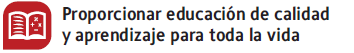 Proporcionar educación de calidad
y aprendizaje para toda la vida